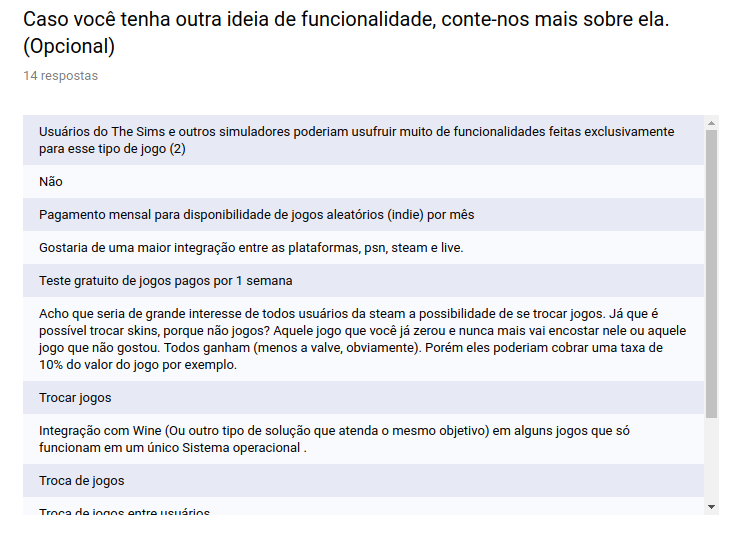 Caso você tenha outra ideia de funcionalidade, conte-nos mais sobre ela.
(Opcional)
14 respostas
Usuários do The Sims e outros simuladores poderiam usufruir muito de funcionalidades feitas exclusivamente
para esse tipo de jogo (2)
Não
Pagamento mensal para disponibilidade de jogos aleatórios (indie) por mês
Gostaria de uma maior integração entre as plataformas, psn, steam e live.
Teste gratuito de jogos pagos por 1 semana
Acho que seria de grande interesse de todos usuários da steam a possibilidade de se trocar jogos. Já que é
possível trocar skins, porque não jogos? Aquele jogo que você já zerou e nunca mais vai encostar nele ou aquele
jogo que não gostou. Todos ganham (menos a valve, obviamente). Porém eles poderiam cobrar uma taxa de
10% do valor do jogo por exemplo.
Trocar jogos
Integração com Wine (Ou outro tipo de solução que atenda o mesmo objetivo) em alguns jogos que só
funcionam em um único Sistema operacional .
Troca de jogos
Troca de jogos entre usuários